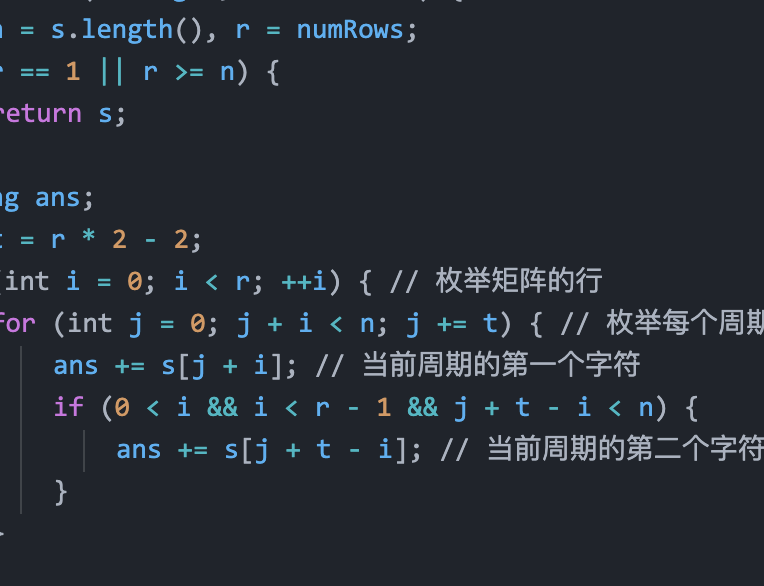 = s.length(), r = numRows;
== 1 || r >= n) {
return s;
ans;
= r * 2 - 2;
(int i = 0; i < r; ++i) { // 枚举矩阵的行
for (int j = 0; j + i < n; j += t) { // 枚举每个周
ans += s[j + i]; // 当前周期的第一个字符
if (0 < i && i < r - 1 && j + t - i < n) {
ans += s[j + t - i]; // 当前周期的第二个字符
}